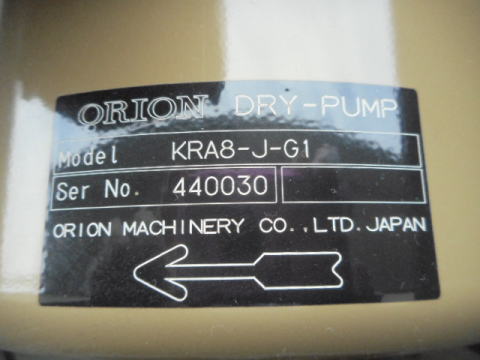 ORION DRY-PUMP
Model KRA8-J-G1
Ser No. 440030
ORION MACHINERY CO.,LTD. JAPAN